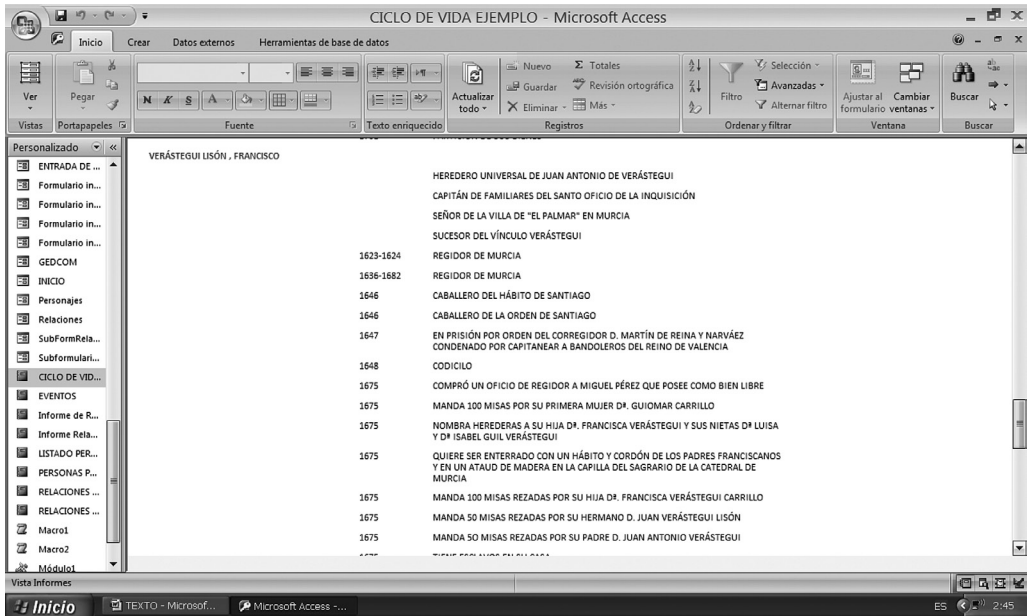 CICLO DE VIDA EJEMPLO - Microsoft Access
Inicio Crear Datos externos Herramientas de base de datos
Ver
Pegar
N K S A
Actualizar
todo
Nuevo
Guardar
Eliminar
Σ Totales
Revisión ortográfica
Más
Filtro
Selección
Avanzadas
Alternar filtro
Ajustar al
formulario
Cambiar
ventanas
Buscar
Vistas Portapapeles Fuente Texto enriquecido Registros Ordenar y filtrar Ventana Buscar
Personalizado
ENTRADA DE ...
Formulario in...
Formulario in...
Formulario in...
Formulario in...
GEDCOM
INICIO
Personajes
Relaciones
SubFormRela...
Subformulari...
CICLO DE VID...
EVENTOS
Informe de R...
Informe Rela...
LISTADO PER...
PERSONAS P...
RELACIONES ...
RELACIONES ...
Macro1
Macro2
Módulo1
VERÁSTEGUI LISÓN , FRANCISCO
HEREDERO UNIVERSAL DE JUAN ANTONIO DE VERÁSTEGUI
CAPITÁN DE FAMILIARES DEL SANTO OFICIO DE LA INQUISICIÓN
SEÑOR DE LA VILLA DE "EL PALMAR" EN MURCIA
SUCESOR DEL VÍNCULO VERÁSTEGUI
1623-1624 REGIDOR DE MURCIA
1636-1682 REGIDOR DE MURCIA
1646 CABALLERO DEL HÁBITO DE SANTIAGO
1646 CABALLERO DE LA ORDEN DE SANTIAGO
1647 EN PRISIÓN POR ORDEN DEL CORREGIDOR D. MARTÍN DE REINA Y NARVÁEZ
CONDENADO POR CAPITANEAR A BANDOLEROS DEL REINO DE VALENCIA
1648 CODICILO
1675 COMPRÓ UN OFICIO DE REGIDOR A MIGUEL PÉREZ QUE POSEE COMO BIEN LIBRE
1675 MANDA 100 MISAS POR SU PRIMERA MUJER Dª. GUIOMAR CARRILLO
1675 NOMBRA HEREDERAS A SU HIJA Dª. FRANCISCA VERÁSTEGUI Y SUS NIETAS Dª LUISA
Y Dª ISABEL GUIL VERÁSTEGUI
1675 QUIERE SER ENTERRADO CON UN HÁBITO Y CORDÓN DE LOS PADRES FRANCISCANOS
Y EN UN ATAUD DE MADERA EN LA CAPILLA DEL SAGRARIO DE LA CATEDRAL DE
MURCIA
1675 MANDA 100 MISAS REZADAS POR SU HIJA Dª. FRANCISCA VERÁSTEGUI CARRILLO
1675 MANDA 50 MISAS REZADAS POR SU HERMANO D. JUAN VERÁSTEGUI LISÓN
1675 MANDA 50 MISAS REZADAS POR SU PADRE D. JUAN ANTONIO VERÁSTEGUI
Vista Informes
Inicio TEXTO - Microsof... Microsoft Access -... ES 2:45